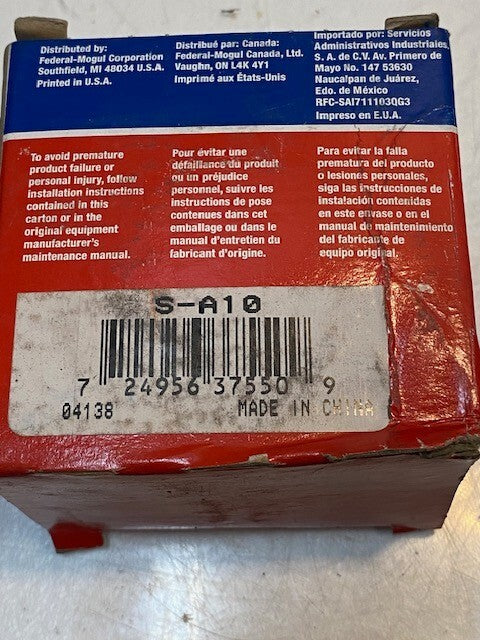 Distributed by:
Federal-Mogul Corporation
Southfield, MI 48034 U.S.A.
Printed in U.S.A.
Distribué par: Canada:
Federal-Mogul Canada, Ltd.
Vaughn, ON L4K 4Y1
Imprimé aux États-Unis
Importado por: Servicios
Administrativos Industriales,
S. A. de C.V. Av. Primero de
Mayo No. 147 53630
Naucalpan de Juárez,
Edo. de México
RFC-SAI711103QG3
Impreso en E.U.A.
To avoid premature
product failure or
personal injury, follow
installation instructions
contained in this
carton or in the
original equipment
manufacturer's
maintenance manual.
Pour éviter une
défaillance du produit
ou un préjudice
personnel, suivre les
instructions de pose
contenues dans cet
emballage ou dans le
manuel d'entretien du
fabricant d'origine.
Para evitar la falla
prematura del producto
o lesiones personales,
siga las instrucciones de
instalación contenidas
en este envase o en el
manual de mantenimiento
del fabricante de
equipo original.
S-A10
7 24956 37550 9
04138 MADE IN CHINA